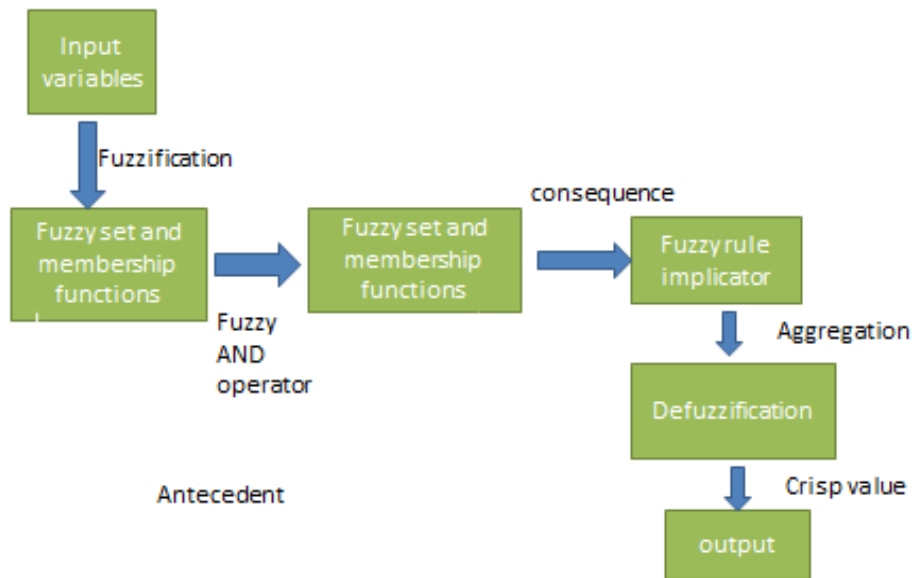 Input
variables
Fuzzification
Fuzzy set and
membership
functions
Fuzzy
AND
operator
Fuzzy set and
membership
functions
consequence
Fuzzy rule
implicator
Aggregation
Defuzzification
Crisp value
output
Antecedent